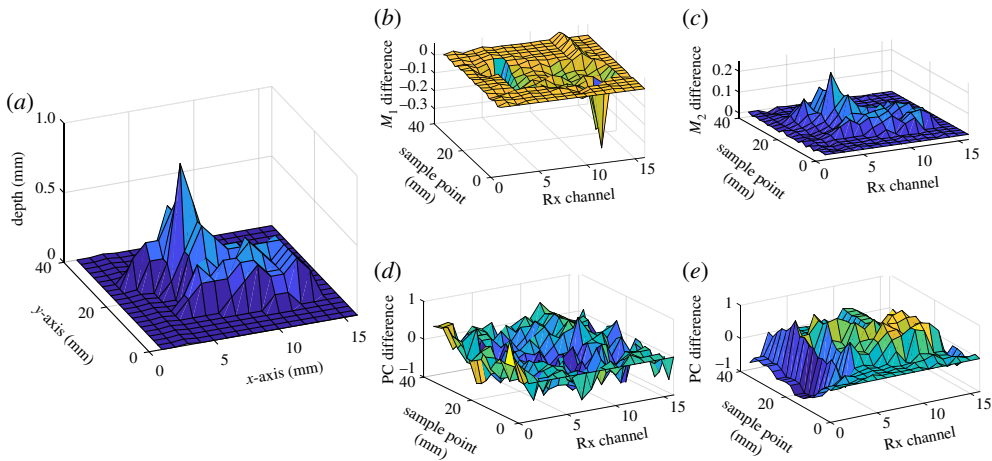 (a)
1.0
0.5
0
depth (mm)
40
20
0
y-axis (mm)
0
5
10
15
x-axis (mm)
(b)
0
−0.1
−0.2
−0.3
M1 difference
40
20
0
sample point
(mm)
0
5
10
15
Rx channel
(c)
0.2
0.1
0
M2 difference
40
20
0
sample point
(mm)
5
10
15
Rx channel
(d)
1
0
−1
PC difference
40
20
0
sample point
(mm)
0
5
10
15
Rx channel
(e)
1
0
−1
PC difference
40
20
0
sample point
(mm)
0
5
10
15
Rx channel